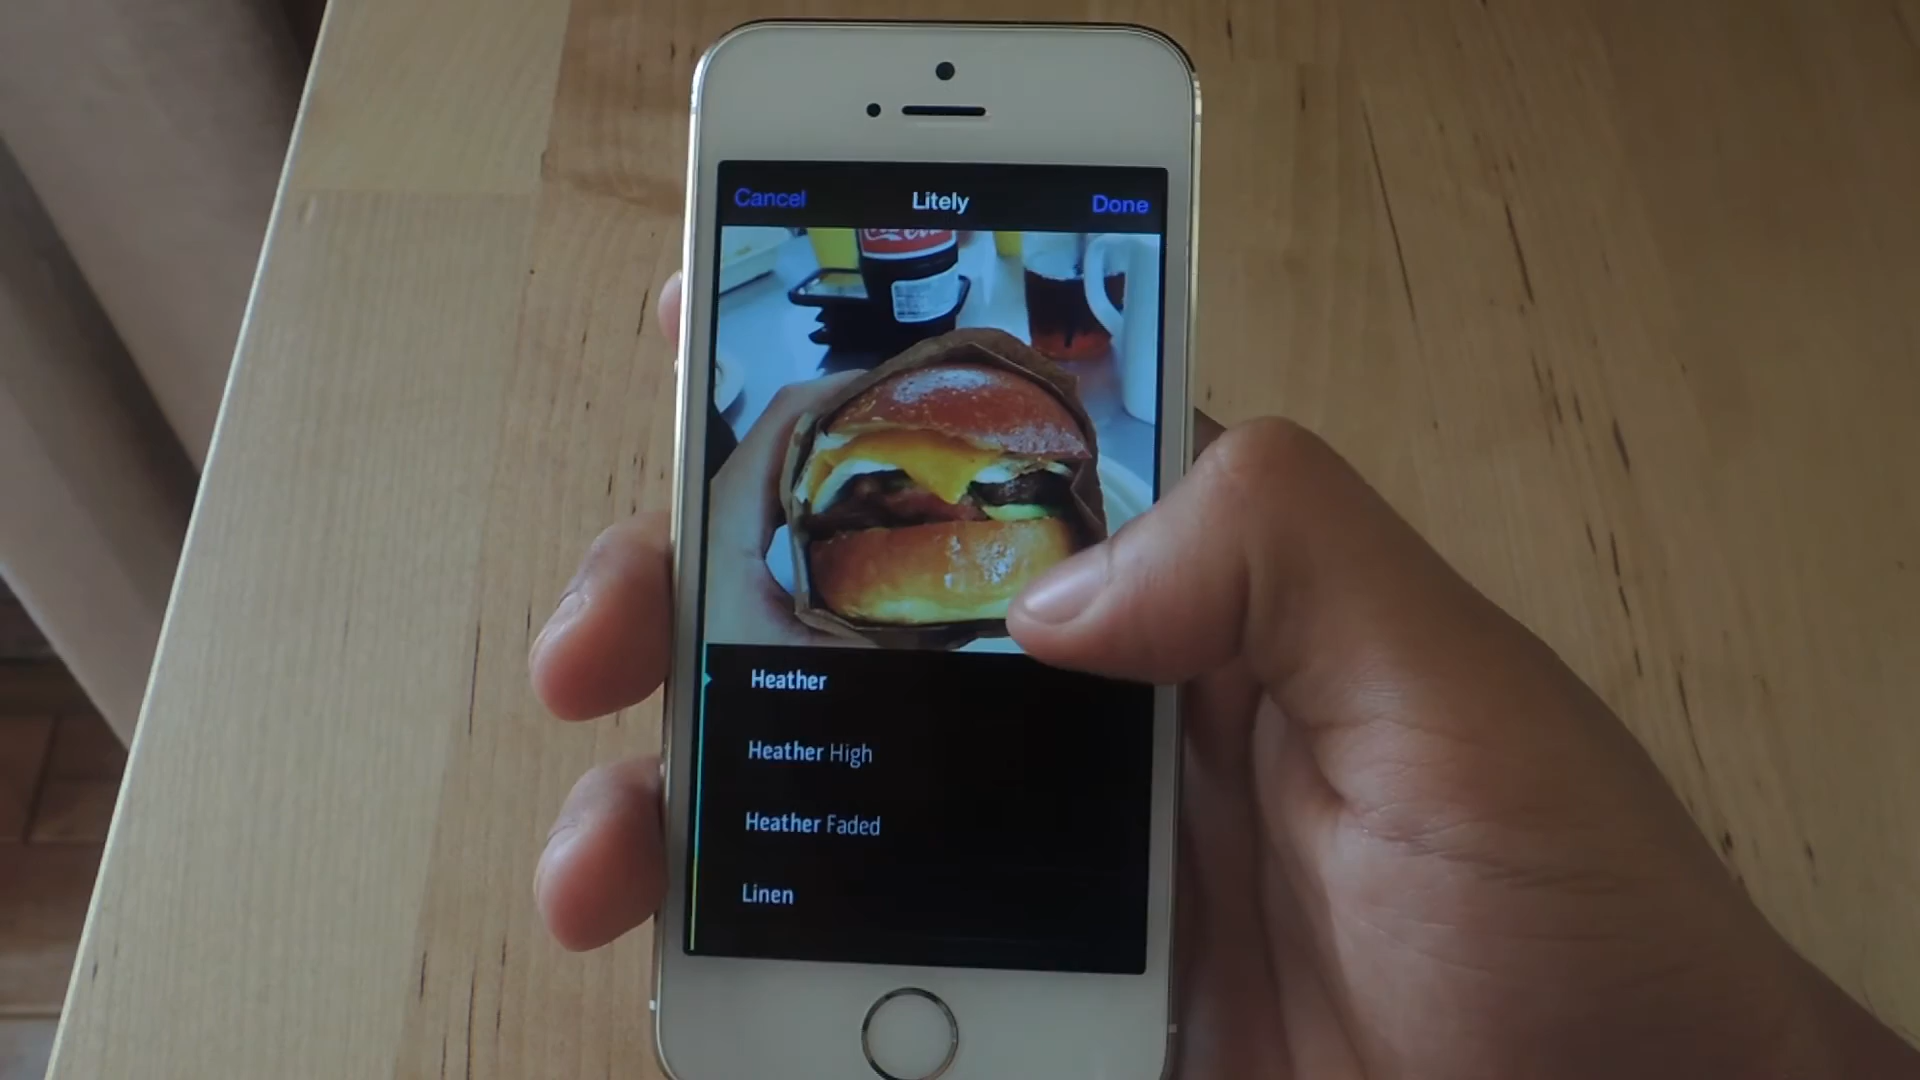 Cancel Litely Done
Heather
Heather High
Heather Faded
Linen